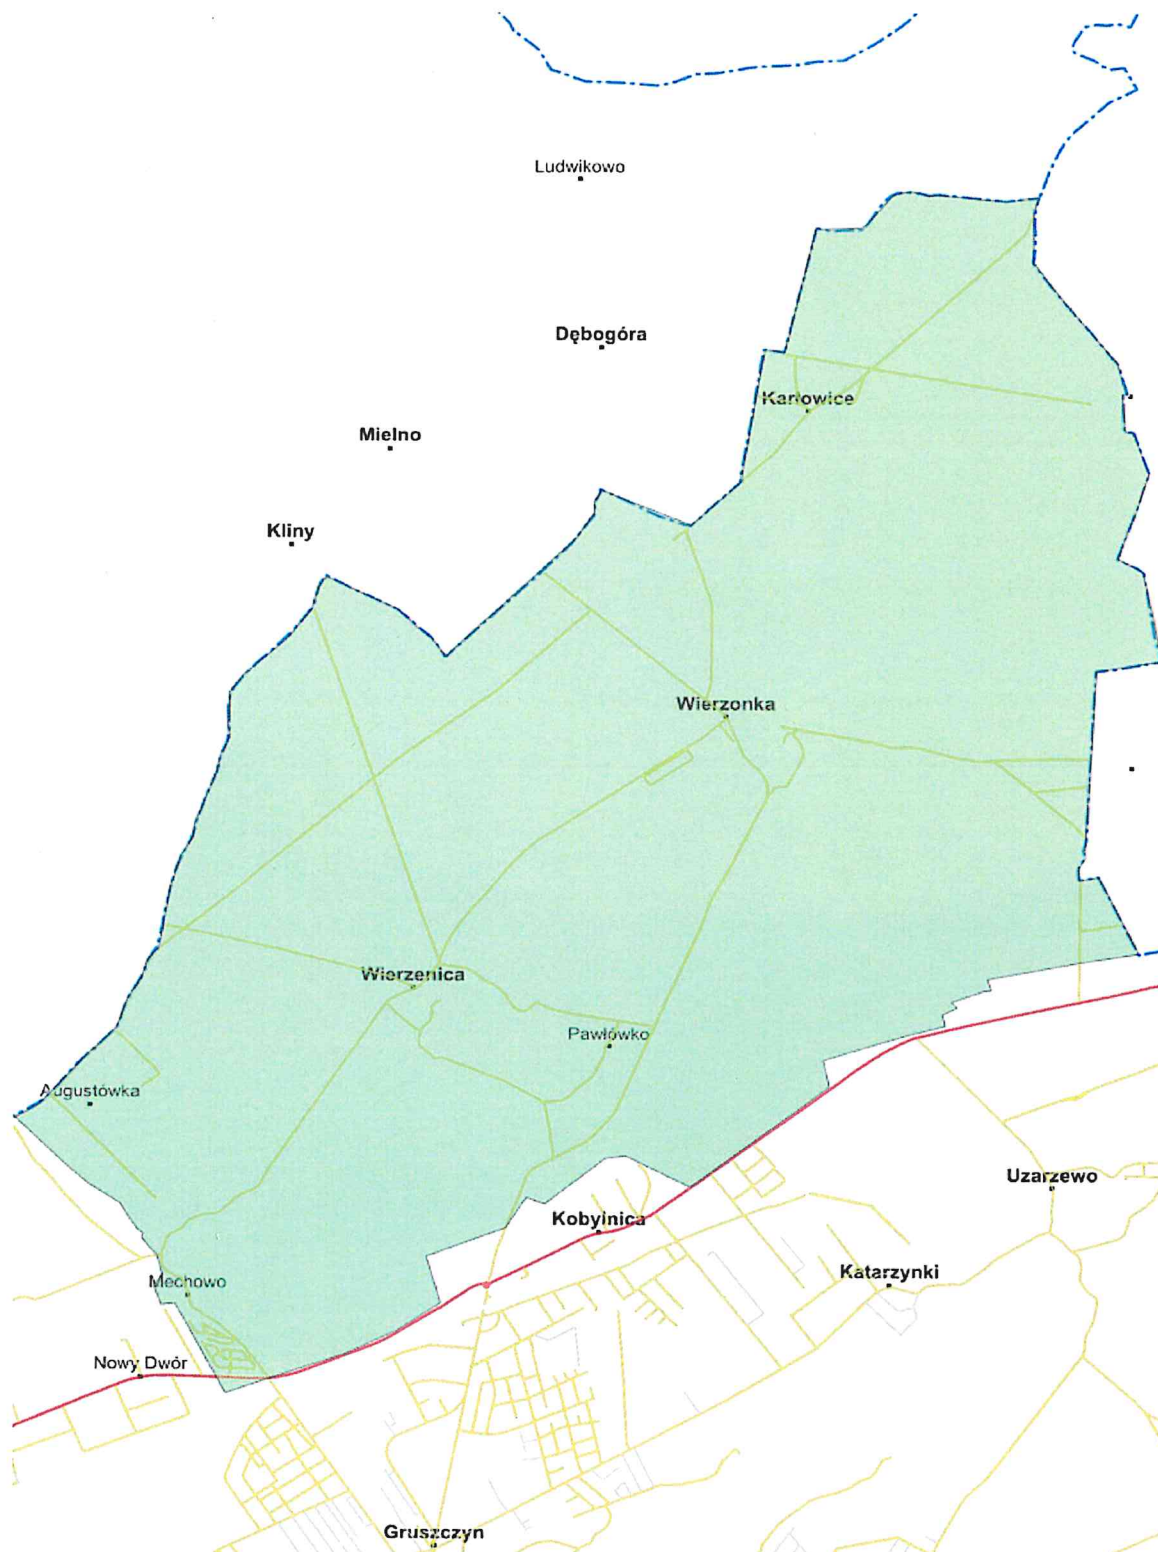 Ludwikowo
Dębogóra
Karłowice
Mielno
Kliny
Wierzonka
Wierzenica
Pawłówko
Augustówka
Uzarzewo
Kobylnica
Katarzynki
Mechowo
Nowy Dwór
Gruszczyn